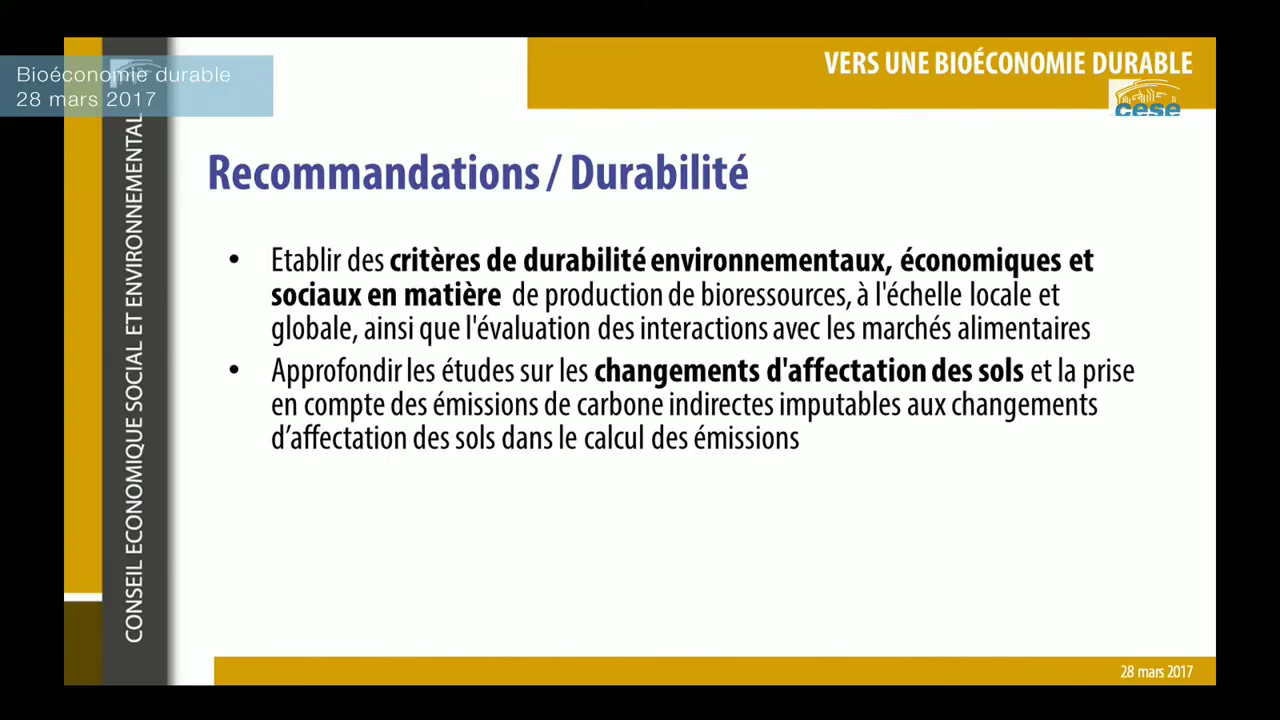 Bioéconomie durable
28 mars 2017
VERS UNE BIOÉCONOMIE DURABLE
cese
CONSEIL ECONOMIQUE SOCIAL ET ENVIRONNEMENTAL
Recommandations / Durabilité
• Etablir des critères de durabilité environnementaux, économiques et
sociaux en matière de production de bioressources, à l'échelle locale et
globale, ainsi que l'évaluation des interactions avec les marchés alimentaires
• Approfondir les études sur les changements d'affectation des sols et la prise
en compte des émissions de carbone indirectes imputables aux changements
d’affectation des sols dans le calcul des émissions
28 mars 2017